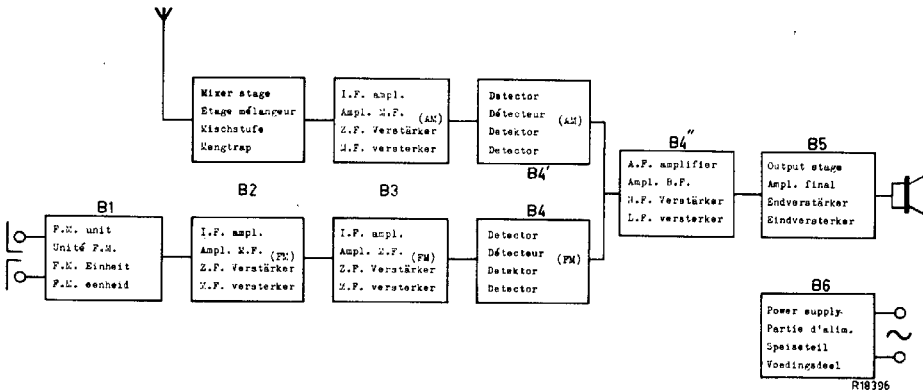 Mixer stage
Etage mélangeur
Mischstufe
Mengtrap
I.F. ampl.
Ampl. M.F. (AM)
Z.F. Verstärker
M.F. versterker
Detector
Détecteur (AM)
Detektor
Detector
B4'
B4"
A.F. amplifier
Ampl. B.F.
N.F. Verstärker
L.F. versterker
B5
Output stage
Ampl. final
Endverstärker
Eindversterker
B1
F.M. unit
Unité F.M.
F.M. Einheit
F.M. eenheid
B2
I.F. ampl.
Ampl. M.F. (FM)
Z.F. Verstärker
M.F. versterker
B3
I.F. ampl.
Ampl. M.F. (FM)
Z.F. Verstärker
M.F. versterker
B4
Detector
Détecteur (FM)
Detektor
Detector
B6
Power supply
Partie d'alim.
Speiseteil
Voedingsdeel
R18396